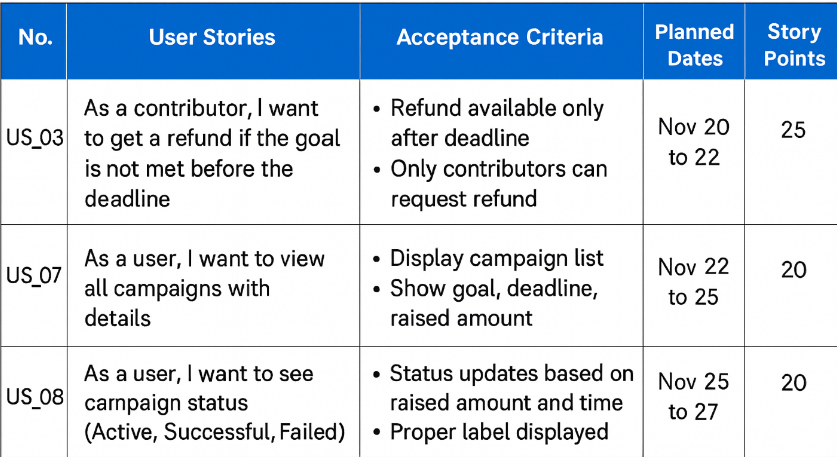 No.
User Stories
Acceptance Criteria
Planned
Dates
Story
Points
US_03
As a contributor, I want
to get a refund if the goal
is not met before the
deadline
• Refund available only
after deadline
• Only contributors can
request refund
Nov 20
to 22
25
US_07
As a user, I want to view
all campaigns with
details
• Display campaign list
• Show goal, deadline,
raised amount
Nov 22
to 25
20
US_08
As a user, I want to see
campaign status
(Active, Successful, Failed)
• Status updates based on
raised amount and time
• Proper label displayed
Nov 25
to 27
20